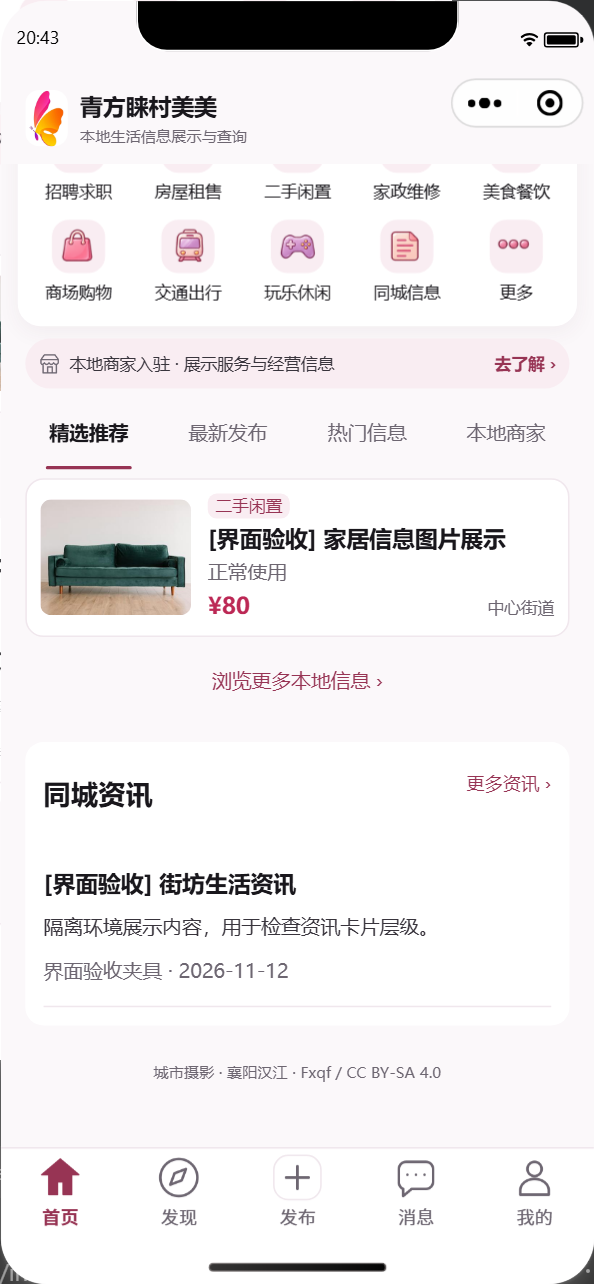 20:43
青方睐村美美
本地生活信息展示与查询
招聘求职 房屋租售 二手闲置 家政维修 美食餐饮
商场购物 交通出行 玩乐休闲 同城信息 更多
本地商家入驻 · 展示服务与经营信息 去了解 ›
精选推荐 最新发布 热门信息 本地商家
二手闲置
[界面验收] 家居信息图片展示
正常使用
¥80 中心街道
浏览更多本地信息 ›
同城资讯 更多资讯 ›
[界面验收] 街坊生活资讯
隔离环境展示内容，用于检查资讯卡片层级。
界面验收夹具 · 2026-11-12
城市摄影 · 襄阳汉江 · Fxqf / CC BY-SA 4.0
首页 发现 发布 消息 我的